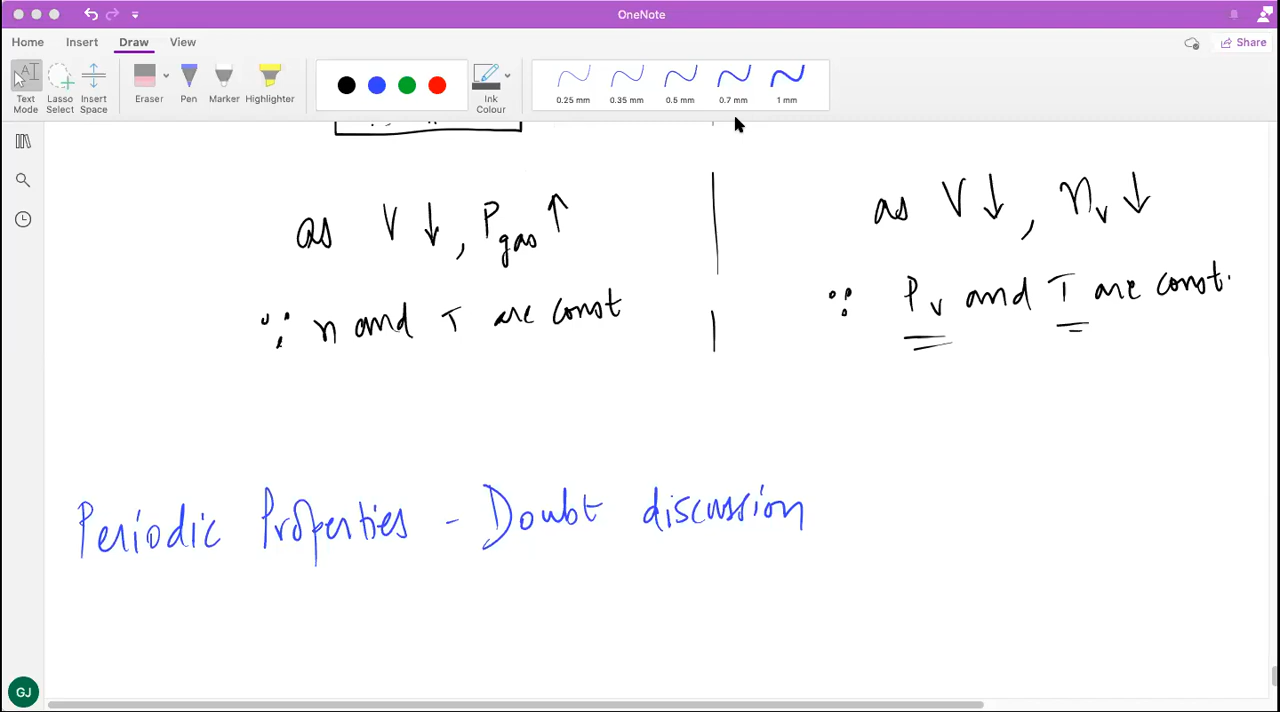 OneNote
Home Insert Draw View
Share
Text Mode
Lasso Select
Insert Space
Eraser
Pen
Marker
Highlighter
Ink Colour
0.25 mm
0.35 mm
0.5 mm
0.7 mm
1 mm
as V ↓, Pgas ↑
∵ n and T are const
as V ↓, nv ↓
∵ Pv and T are const.
Periodic Properties - Doubt discussion
GJ